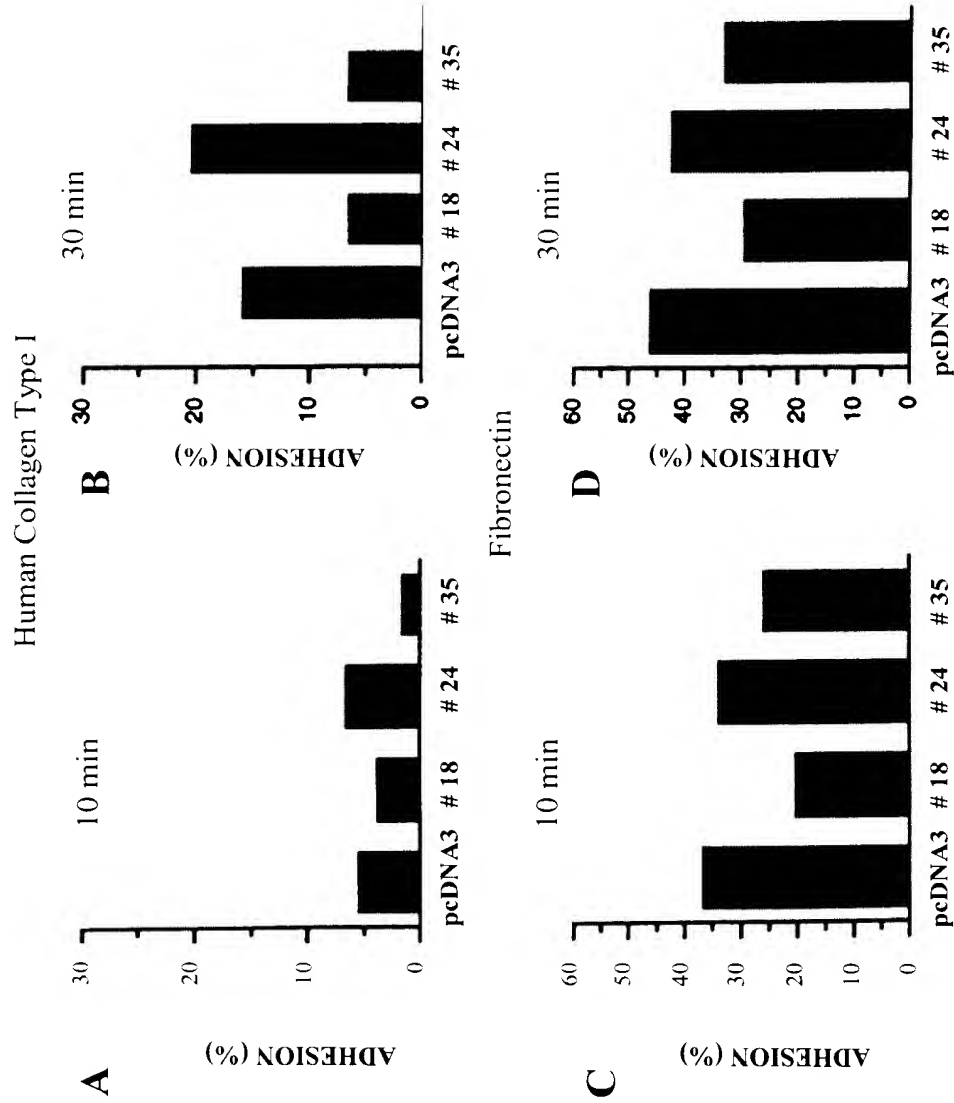 Human Collagen Type I
A
10 min
ADHESION (%)
30
20
10
0
pcDNA3 # 18 # 24 # 35
B
30 min
ADHESION (%)
30
20
10
0
pcDNA3 # 18 # 24 # 35
Fibronectin
C
10 min
ADHESION (%)
60
50
40
30
20
10
0
pcDNA3 # 18 # 24 # 35
D
30 min
ADHESION (%)
60
50
40
30
20
10
0
pcDNA3 # 18 # 24 # 35